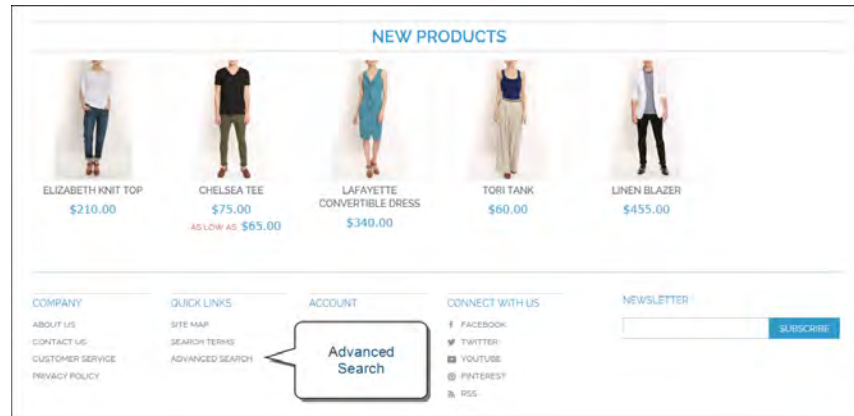 NEW PRODUCTS
ELIZABETH KNIT TOP
$210.00
CHELSEA TEE
$75.00
AS LOW AS $65.00
LAFAYETTE
CONVERTIBLE DRESS
$340.00
TORI TANK
$60.00
LINEN BLAZER
$455.00
COMPANY
ABOUT US
CONTACT US
CUSTOMER SERVICE
PRIVACY POLICY
QUICK LINKS
SITE MAP
SEARCH TERMS
ADVANCED SEARCH
ACCOUNT
Advanced
Search
CONNECT WITH US
FACEBOOK
TWITTER
YOUTUBE
PINTEREST
RSS
NEWSLETTER
SUBSCRIBE